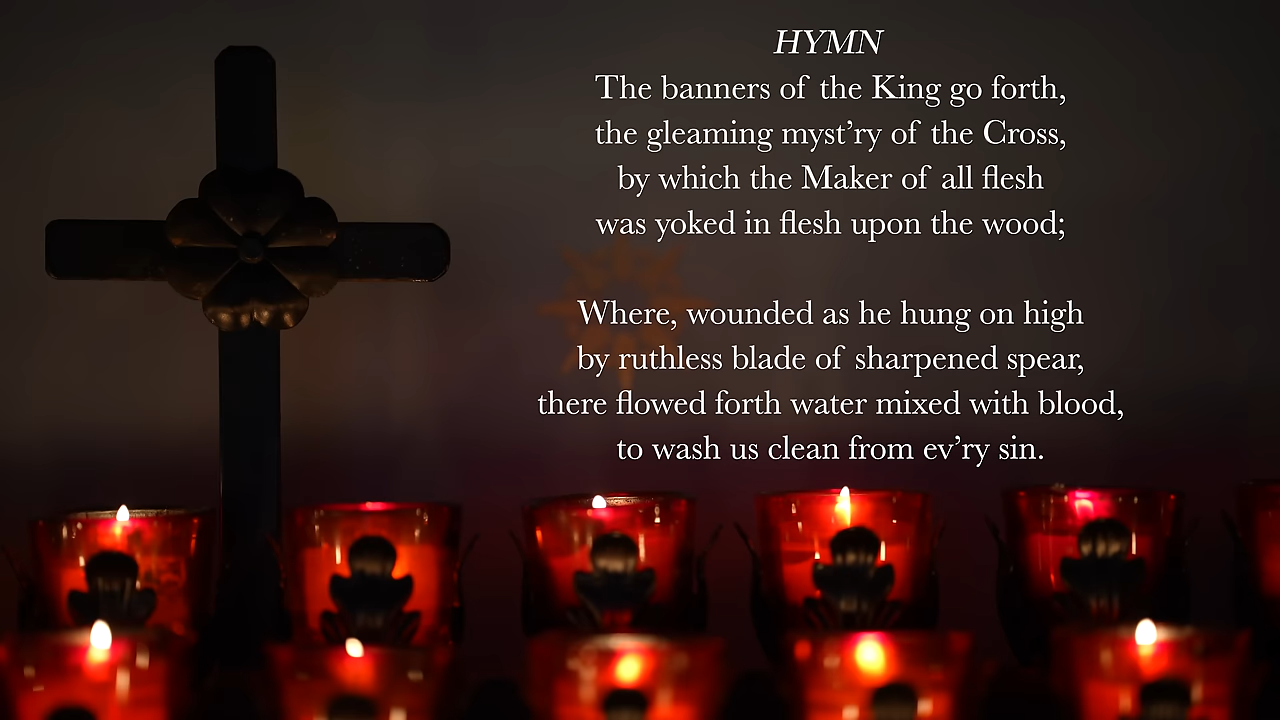 HYMN
The banners of the King go forth,
the gleaming myst’ry of the Cross,
by which the Maker of all flesh
was yoked in flesh upon the wood;
Where, wounded as he hung on high
by ruthless blade of sharpened spear,
there flowed forth water mixed with blood,
to wash us clean from ev’ry sin.